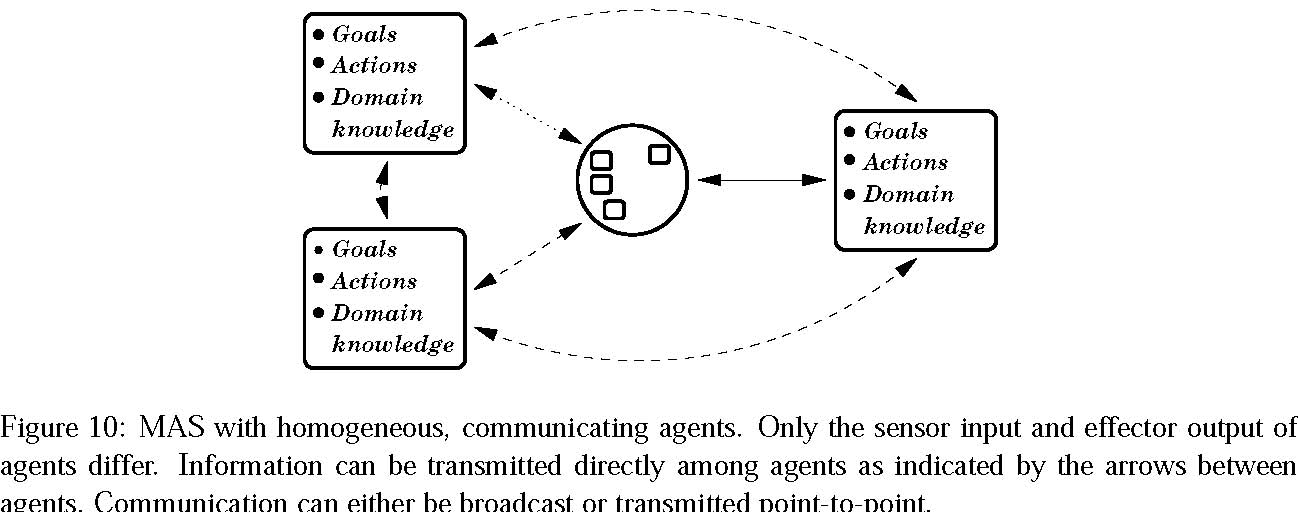 • Goals
• Actions
• Domain
knowledge
• Goals
• Actions
• Domain
knowledge
• Goals
• Actions
• Domain
knowledge
Figure 10: MAS with homogeneous, communicating agents. Only the sensor input and effector output of
agents differ. Information can be transmitted directly among agents as indicated by the arrows between
agents. Communication can either be broadcast or transmitted point-to-point.